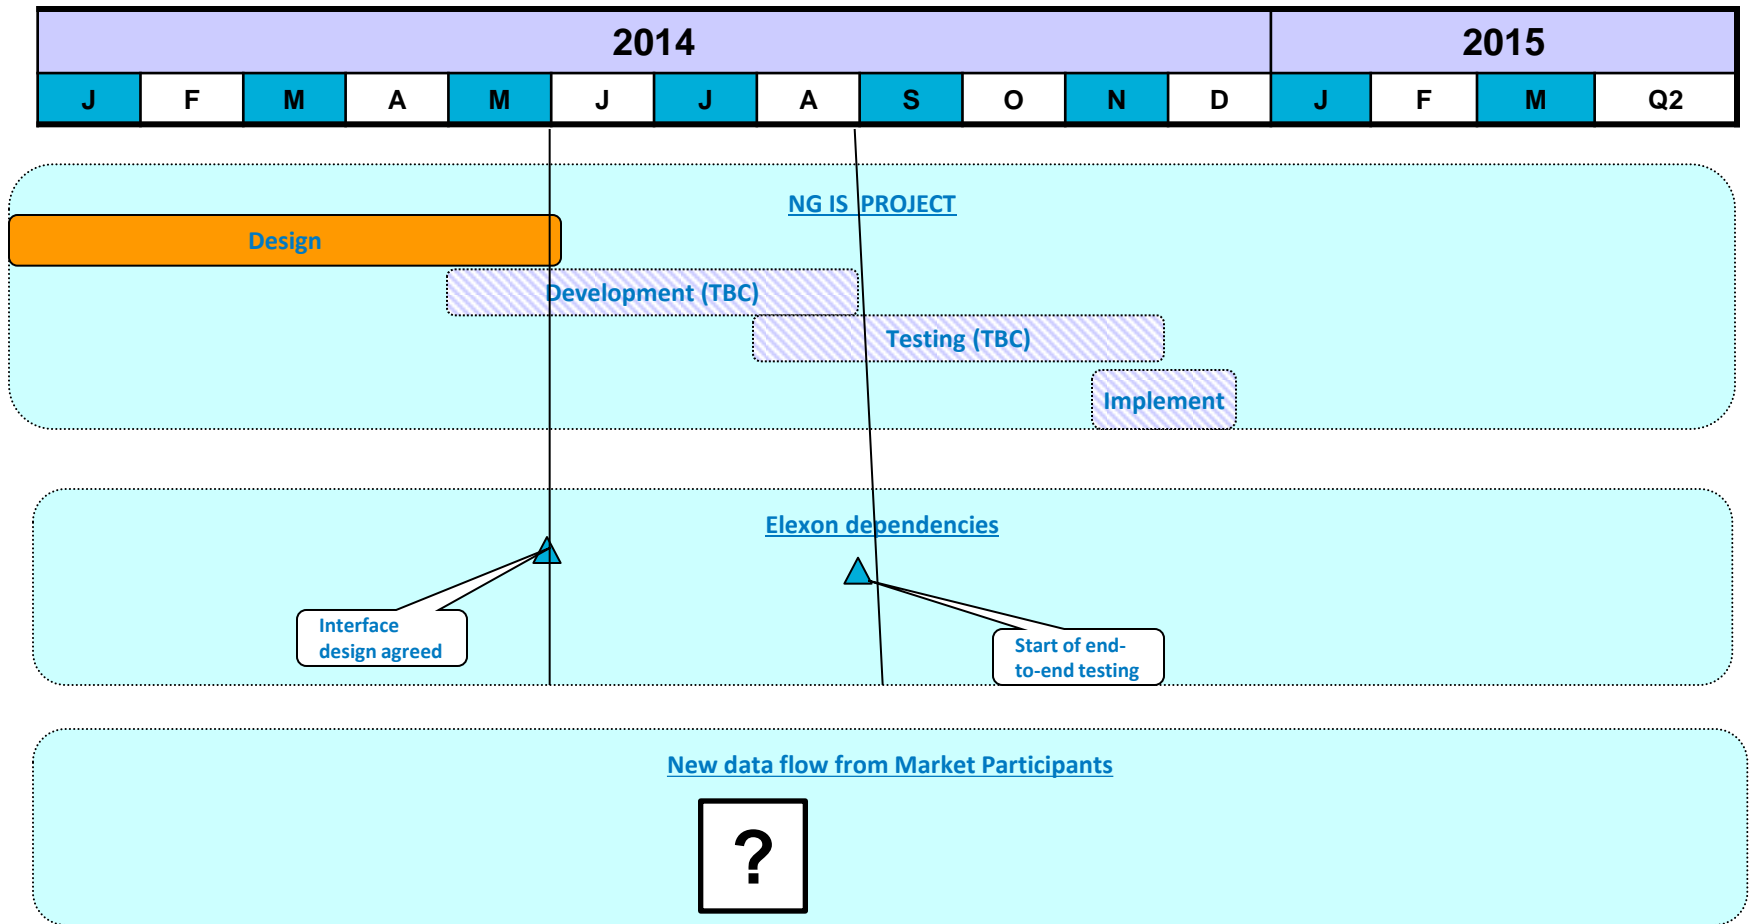 2014 2015
J F M A M J J A S O N D J F M Q2
NG IS PROJECT
Design
Development (TBC)
Testing (TBC)
Implement
Elexon dependencies
Interface
design agreed
Start of end-
to-end testing
New data flow from Market Participants
?